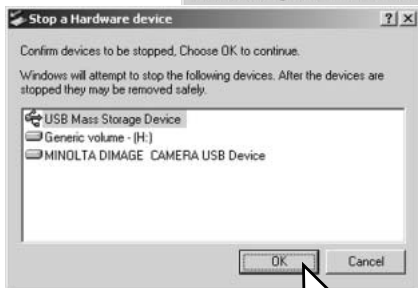 Stop a Hardware device
Confirm devices to be stopped, Choose OK to continue.
Windows will attempt to stop the following devices. After the devices are
stopped they may be removed safely.
USB Mass Storage Device
Generic volume - (H:)
MINOLTA DIMAGE CAMERA USB Device
OK Cancel